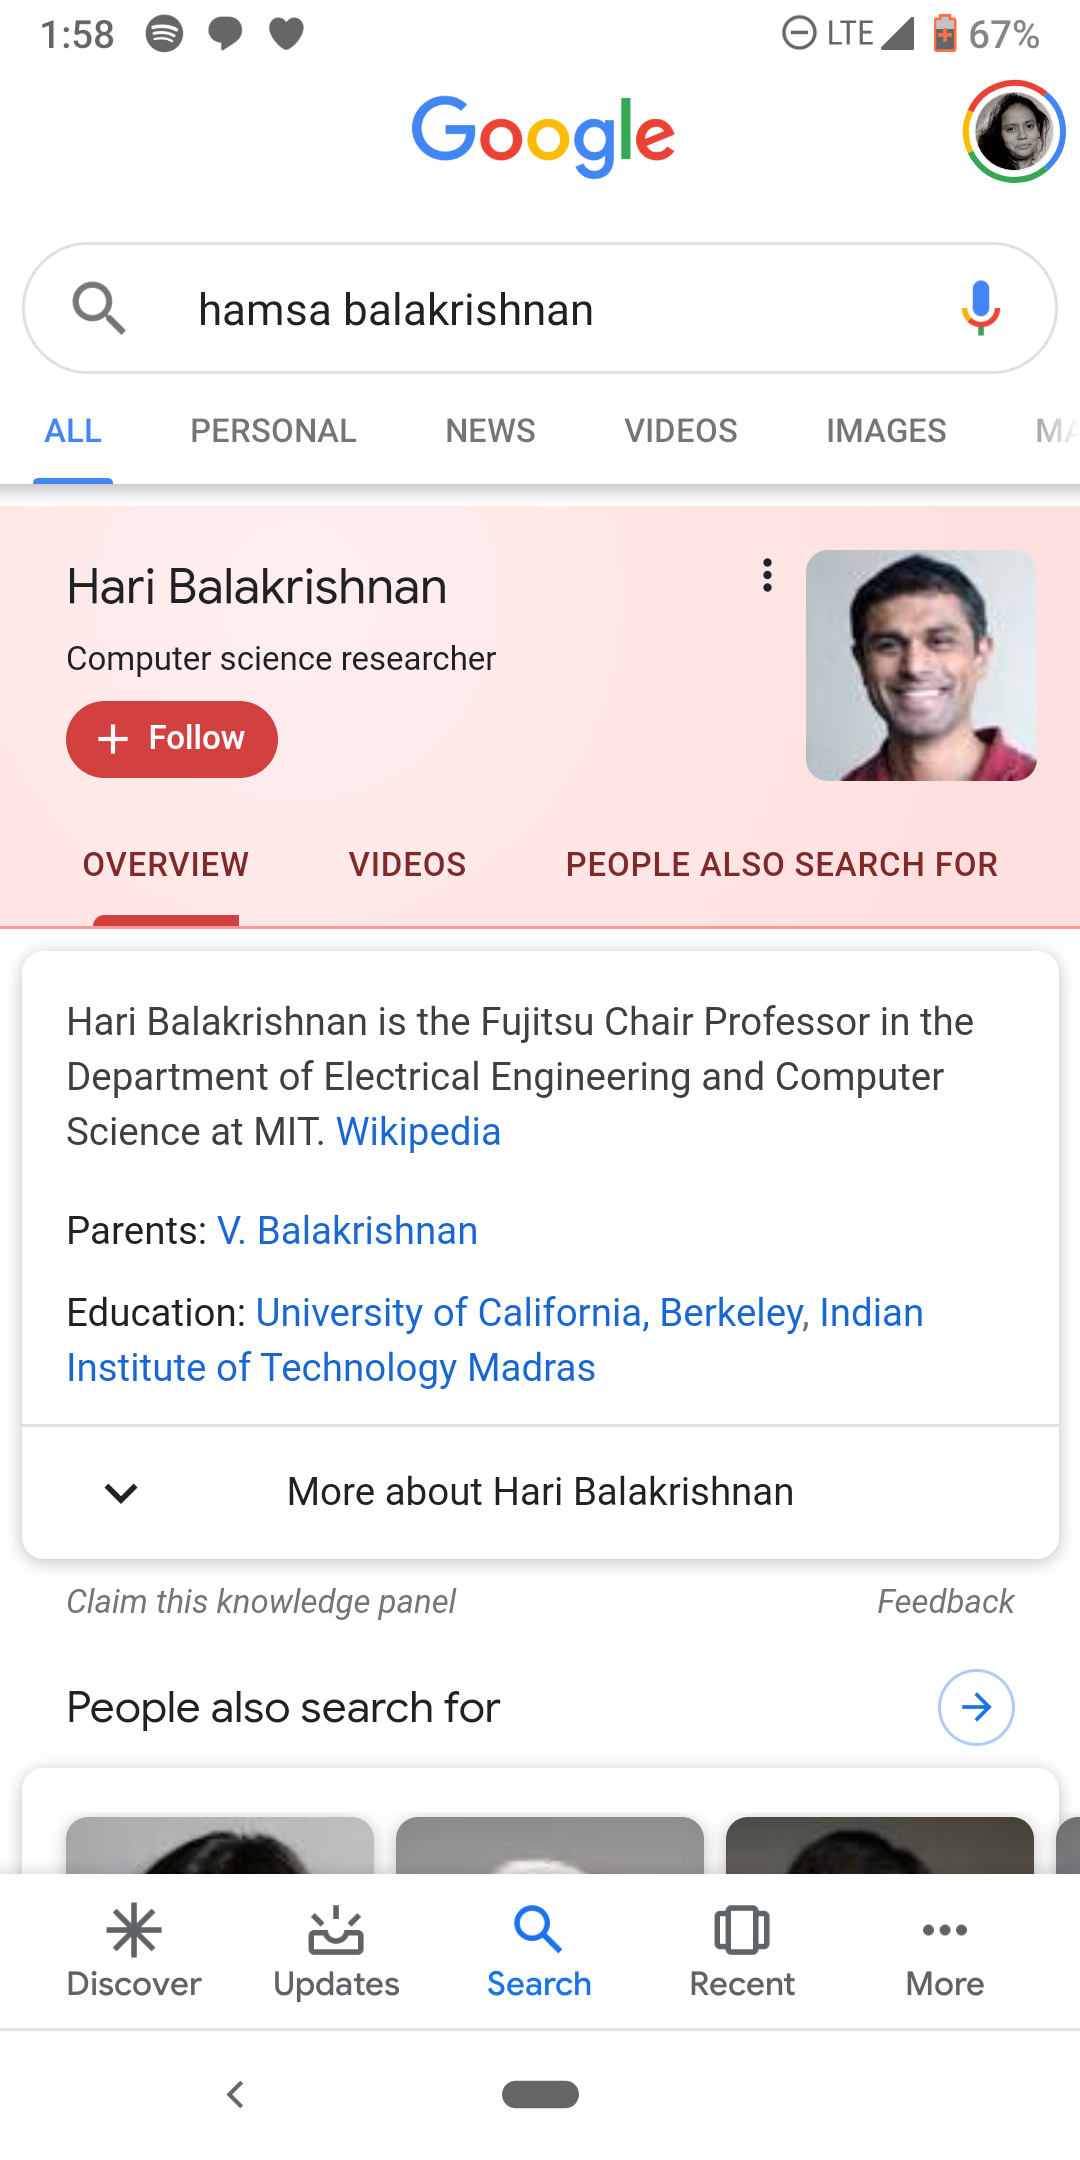 1:58 LTE 67%
Google
hamsa balakrishnan
ALL PERSONAL NEWS VIDEOS IMAGES MA
Hari Balakrishnan
Computer science researcher
+ Follow
OVERVIEW VIDEOS PEOPLE ALSO SEARCH FOR
Hari Balakrishnan is the Fujitsu Chair Professor in the
Department of Electrical Engineering and Computer
Science at MIT. Wikipedia
Parents: V. Balakrishnan
Education: University of California, Berkeley, Indian
Institute of Technology Madras
More about Hari Balakrishnan
Claim this knowledge panel Feedback
People also search for
Discover Updates Search Recent More